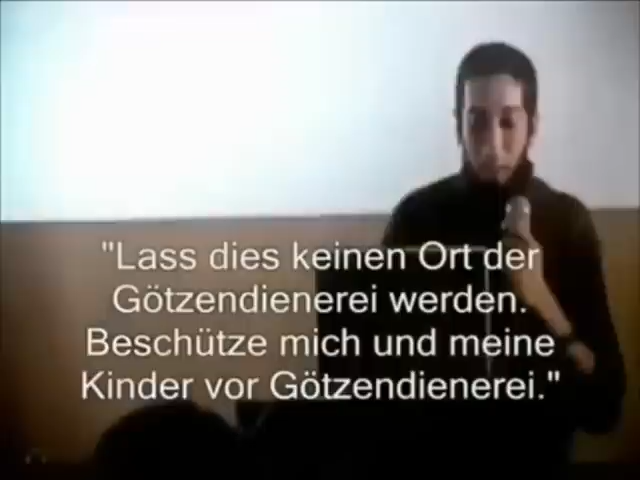 "Lass dies keinen Ort der
Götzendienerei werden.
Beschütze mich und meine
Kinder vor Götzendienerei."